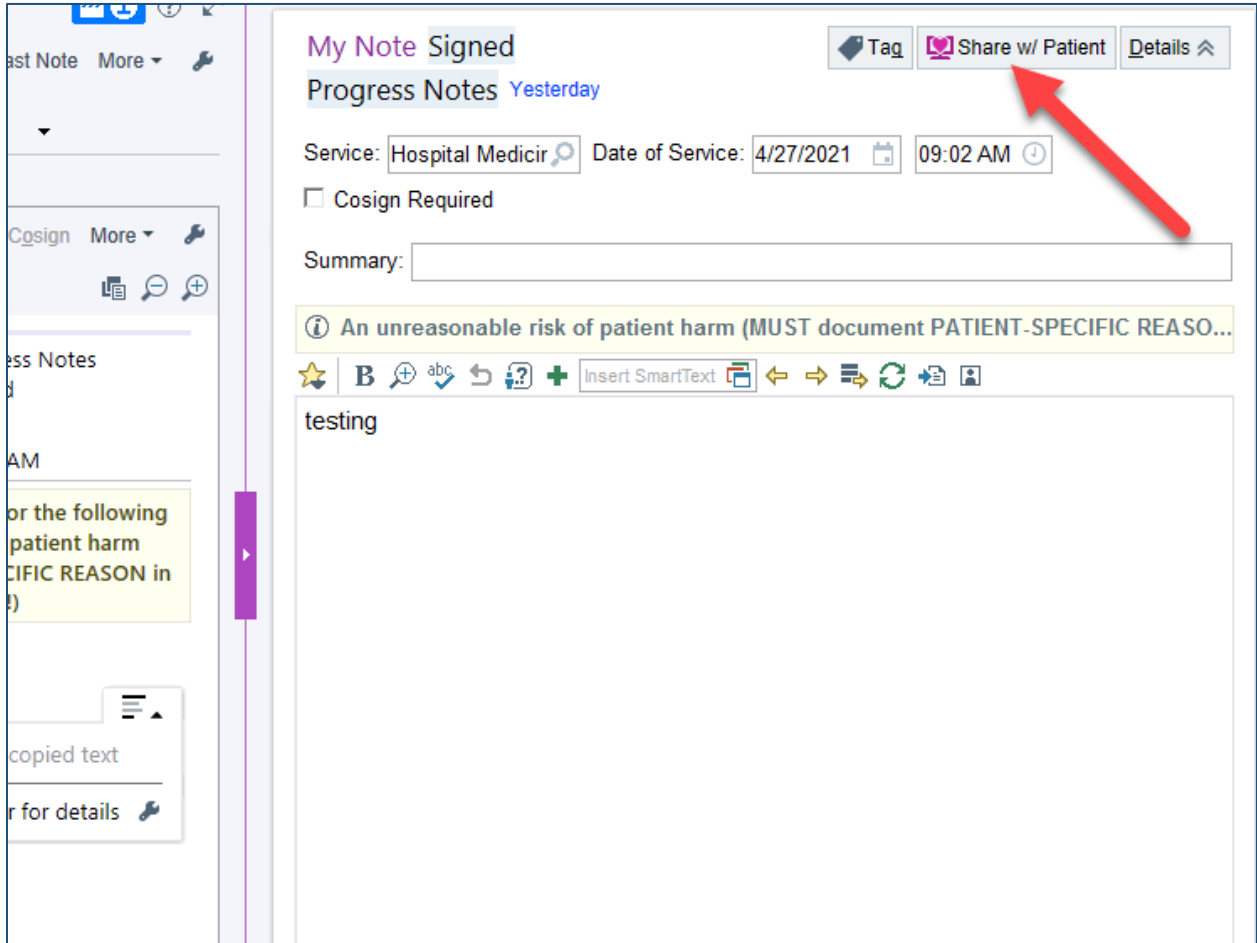 ast Note More
My Note Signed
Tag Share w/ Patient Details
Progress Notes Yesterday
Service: Hospital Medicir Date of Service: 4/27/2021 09:02 AM
Cosign Required
Cosign More
Summary:
An unreasonable risk of patient harm (MUST document PATIENT-SPECIFIC REASO...
B abc Insert SmartText
testing
ess Notes
d
AM
or the following
patient harm
CIFIC REASON in
!)
copied text
r for details